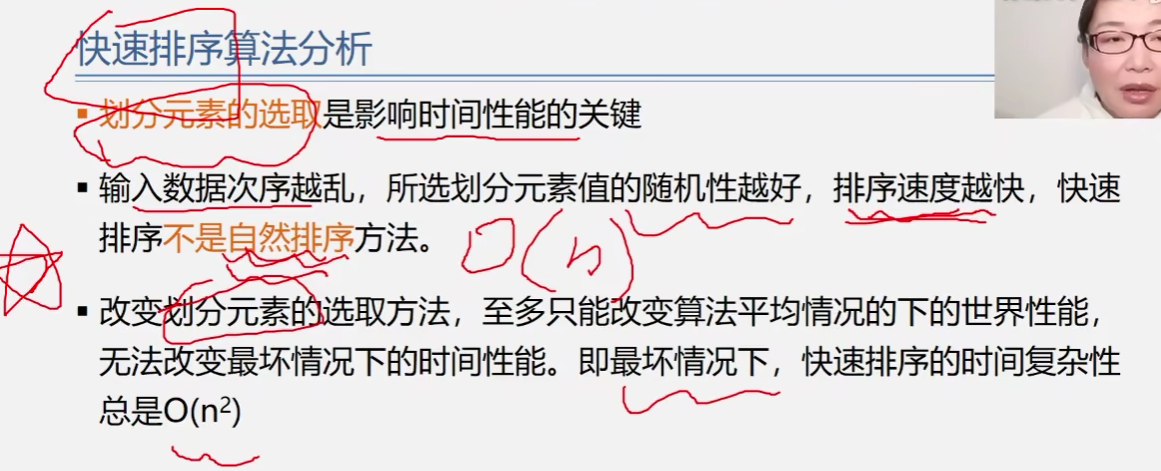 快速排序算法分析
▪ 划分元素的选取是影响时间性能的关键
▪ 输入数据次序越乱，所选划分元素值的随机性越好，排序速度越快，快速
排序不是自然排序方法。 O(n)
▪ 改变划分元素的选取方法，至多只能改变算法平均情况的下的世界性能，
无法改变最坏情况下的时间性能。即最坏情况下，快速排序的时间复杂性
总是O(n²)